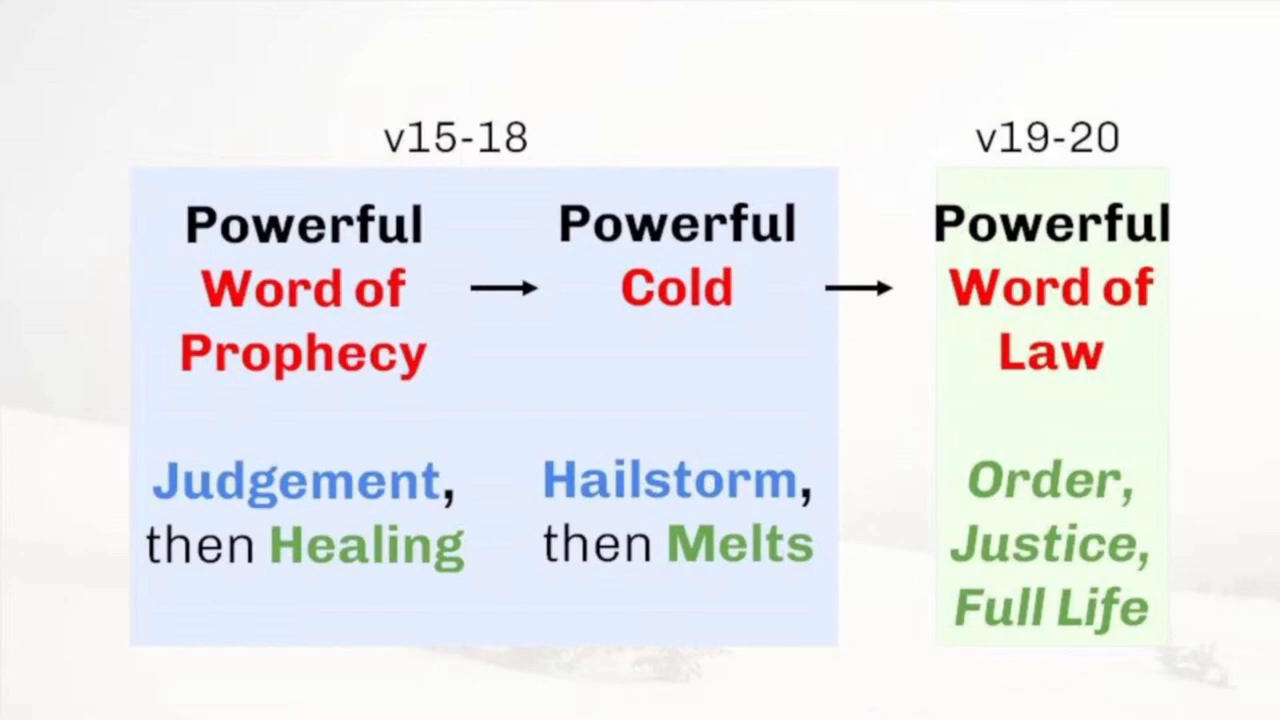 v15-18
Powerful
Word of
Prophecy
Judgement,
then Healing
Powerful
Cold
Hailstorm,
then Melts
v19-20
Powerful
Word of
Law
Order,
Justice,
Full Life